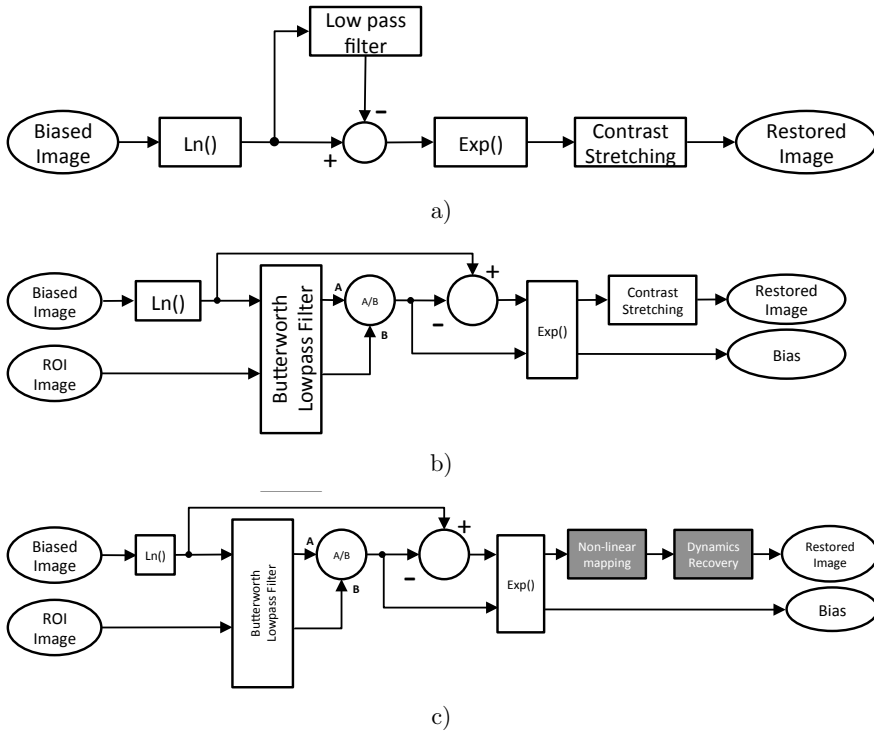 Low pass
filter
Biased
Image
Ln()
+
−
Exp()
Contrast
Stretching
Restored
Image
a)
Biased
Image
Ln()
ROI
Image
Butterworth
Lowpass Filter
A
A/B
B
+
−
Exp()
Contrast
Stretching
Restored
Image
Bias
b)
Biased
Image
Ln()
ROI
Image
Butterworth
Lowpass Filter
A
A/B
B
+
−
Exp()
Non-linear
mapping
Dynamics
Recovery
Restored
Image
Bias
c)